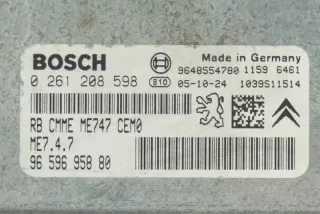 BOSCH
Made in Germany
9648554780 1159 6461
0 261 208 598
810 05-10-24 1039S11514
RB CMME ME747 CEM0
ME7.4.7
96 596 958 80